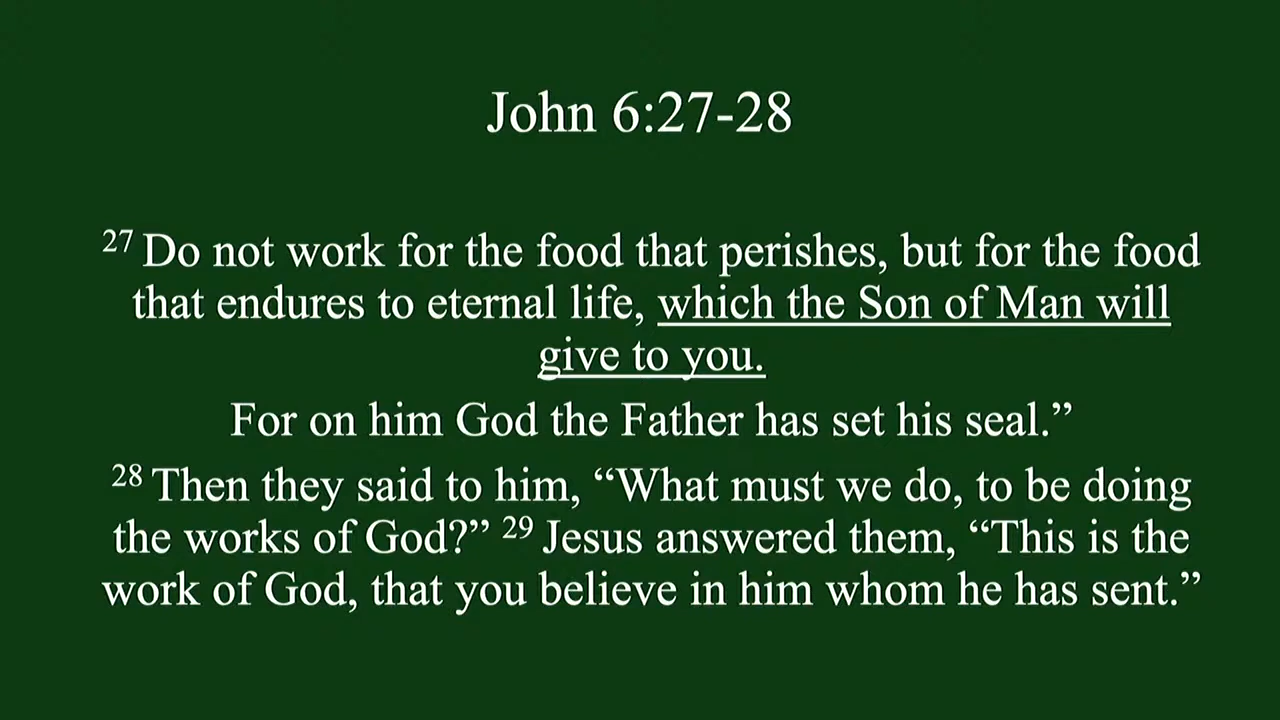 John 6:27-28
27 Do not work for the food that perishes, but for the food
that endures to eternal life, which the Son of Man will
give to you.
For on him God the Father has set his seal.”
28 Then they said to him, “What must we do, to be doing
the works of God?” 29 Jesus answered them, “This is the
work of God, that you believe in him whom he has sent.”